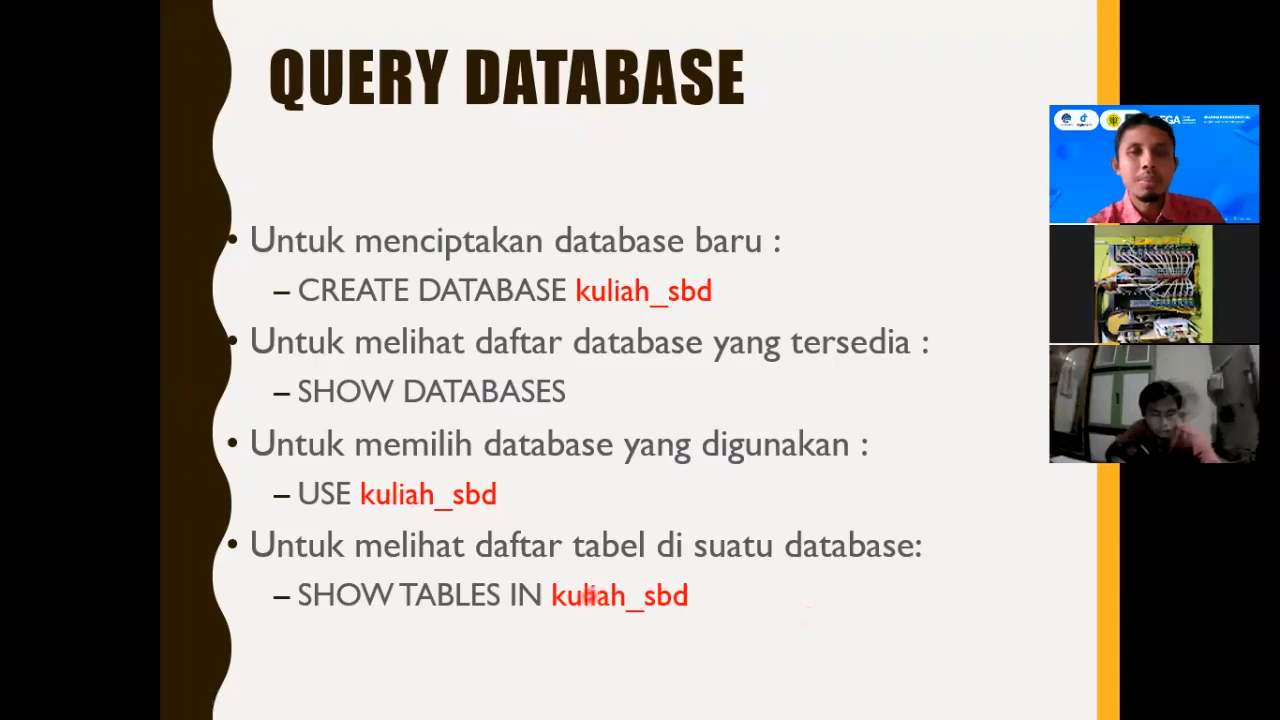 QUERY DATABASE
• Untuk menciptakan database baru :
– CREATE DATABASE kuliah_sbd
• Untuk melihat daftar database yang tersedia :
– SHOW DATABASES
• Untuk memilih database yang digunakan :
– USE kuliah_sbd
• Untuk melihat daftar tabel di suatu database:
– SHOW TABLES IN kuliah_sbd